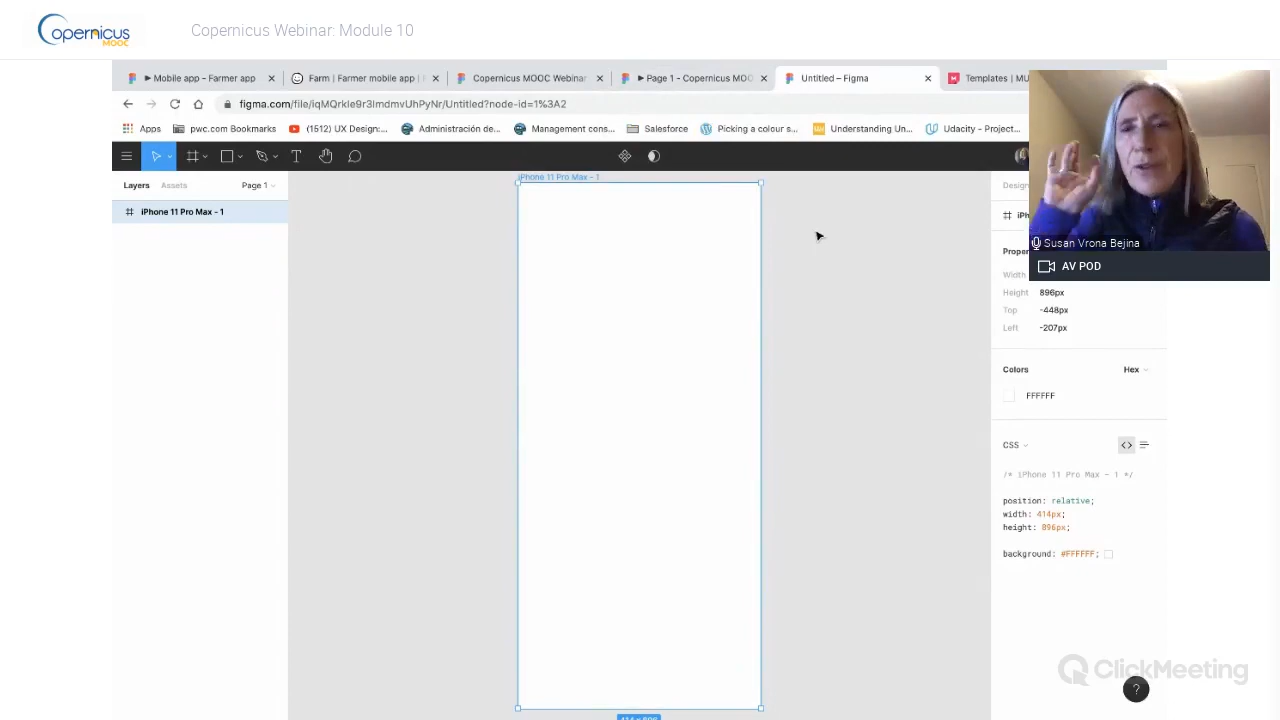 Copernicus
MOOC
Copernicus Webinar: Module 10
Mobile app – Farmer app
Farm | Farmer mobile app |
Copernicus MOOC Webinar
Page 1 - Copernicus MOO
Untitled – Figma
Templates | MU
figma.com/file/iqMQrkIe9r3ImdmvUhPyNr/Untitled?node-id=1%3A2
Apps
pwc.com Bookmarks
(1512) UX Design:...
Administración de...
Management cons...
Salesforce
Picking a colour s...
Understanding Un...
Udacity - Project...
Layers
Assets
Page 1
iPhone 11 Pro Max - 1
iPhone 11 Pro Max - 1
Susan Vrona Bejina
AV POD
Width
Height 896px
Top -448px
Left -207px
Colors
Hex
FFFFFF
CSS
/* iPhone 11 Pro Max - 1 */
position: relative;
width: 414px;
height: 896px;
background: #FFFFFF;
ClickMeeting
?